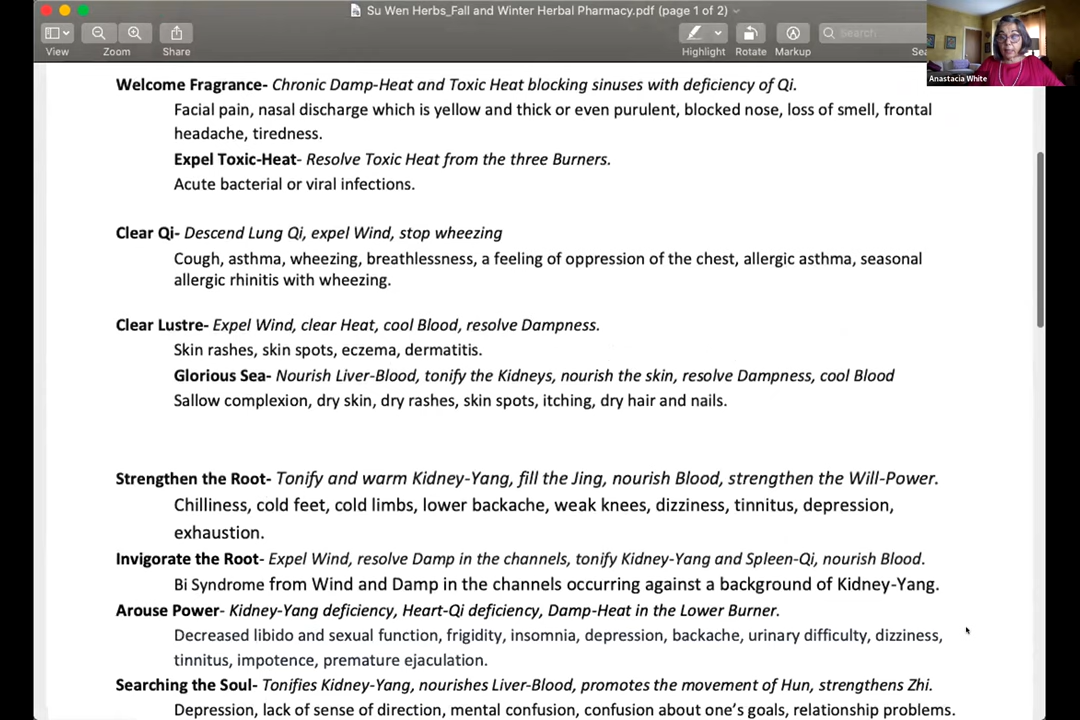 Su Wen Herbs_Fall and Winter Herbal Pharmacy.pdf (page 1 of 2)
View
Zoom
Share
Highlight
Rotate
Markup
Search
Sea
Anastacia White
Welcome Fragrance- Chronic Damp-Heat and Toxic Heat blocking sinuses with deficiency of Qi.
Facial pain, nasal discharge which is yellow and thick or even purulent, blocked nose, loss of smell, frontal
headache, tiredness.
Expel Toxic-Heat- Resolve Toxic Heat from the three Burners.
Acute bacterial or viral infections.
Clear Qi- Descend Lung Qi, expel Wind, stop wheezing
Cough, asthma, wheezing, breathlessness, a feeling of oppression of the chest, allergic asthma, seasonal
allergic rhinitis with wheezing.
Clear Lustre- Expel Wind, clear Heat, cool Blood, resolve Dampness.
Skin rashes, skin spots, eczema, dermatitis.
Glorious Sea- Nourish Liver-Blood, tonify the Kidneys, nourish the skin, resolve Dampness, cool Blood
Sallow complexion, dry skin, dry rashes, skin spots, itching, dry hair and nails.
Strengthen the Root- Tonify and warm Kidney-Yang, fill the Jing, nourish Blood, strengthen the Will-Power.
Chilliness, cold feet, cold limbs, lower backache, weak knees, dizziness, tinnitus, depression,
exhaustion.
Invigorate the Root- Expel Wind, resolve Damp in the channels, tonify Kidney-Yang and Spleen-Qi, nourish Blood.
Bi Syndrome from Wind and Damp in the channels occurring against a background of Kidney-Yang.
Arouse Power- Kidney-Yang deficiency, Heart-Qi deficiency, Damp-Heat in the Lower Burner.
Decreased libido and sexual function, frigidity, insomnia, depression, backache, urinary difficulty, dizziness,
tinnitus, impotence, premature ejaculation.
Searching the Soul- Tonifies Kidney-Yang, nourishes Liver-Blood, promotes the movement of Hun, strengthens Zhi.
Depression, lack of sense of direction, mental confusion, confusion about one's goals, relationship problems.